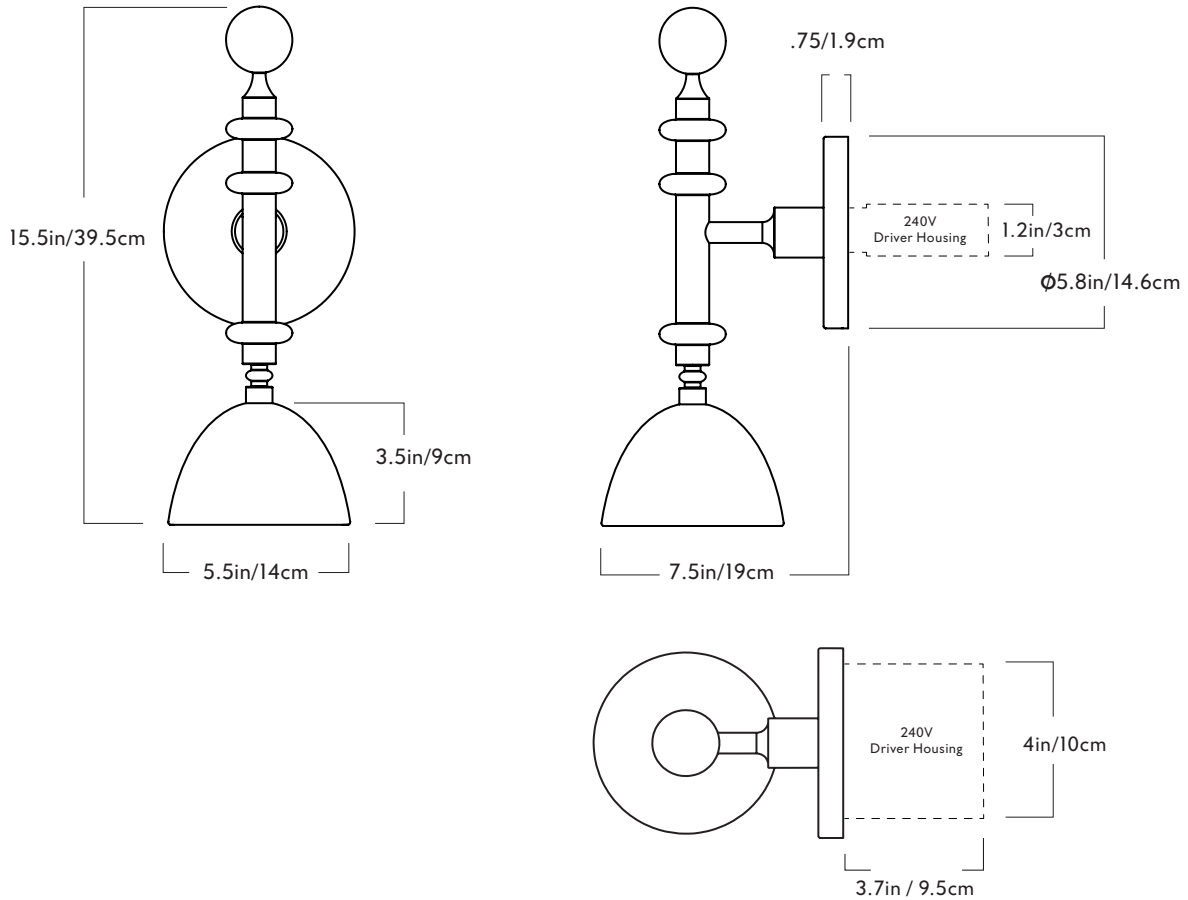 .75/1.9cm
15.5in/39.5cm
240V
Driver Housing
1.2in/3cm
Φ5.8in/14.6cm
3.5in/9cm
5.5in/14cm
7.5in/19cm
240V
Driver Housing
4in/10cm
3.7in / 9.5cm